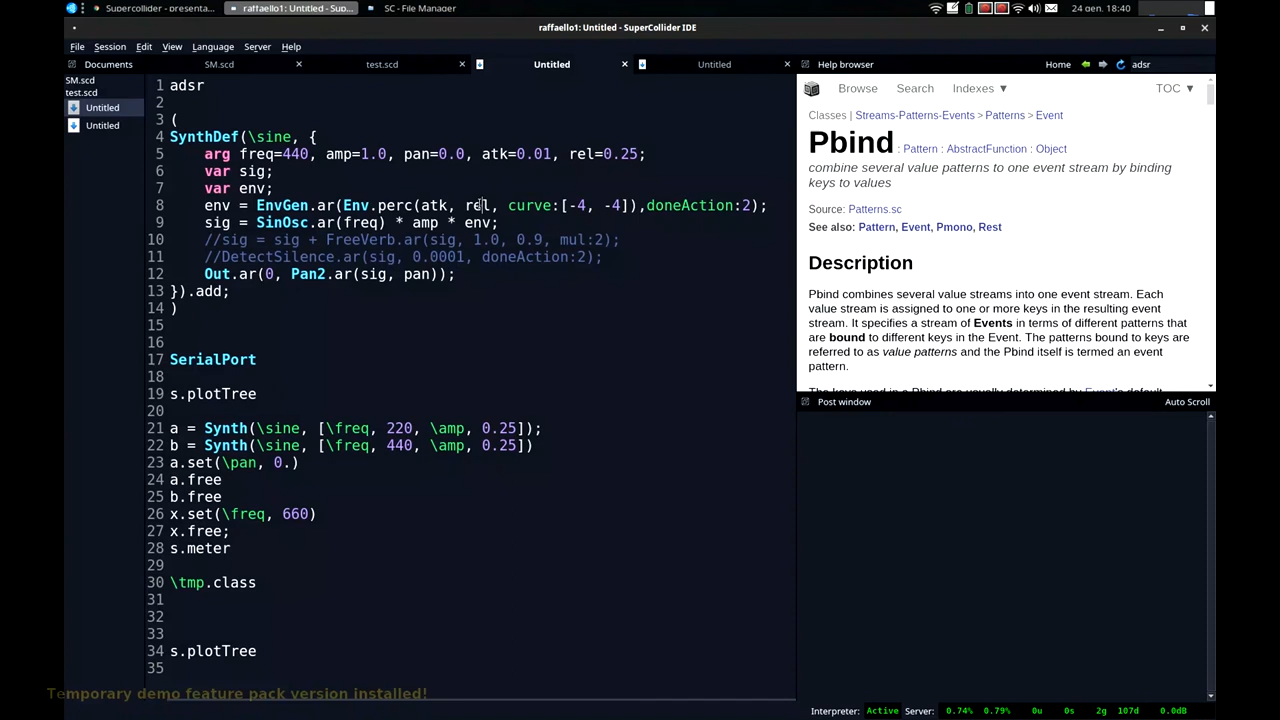 Supercollider - presenta...
raffaello1: Untitled - Sup...
SC - File Manager
24 gen. 18:40
raffaello1: Untitled - SuperCollider IDE
File Session Edit View Language Server Help
Documents
SM.scd
test.scd
Untitled
Untitled
Help browser
Home
adsr
SM.scd
test.scd
Untitled
Untitled
1 adsr
2
3 (
4 SynthDef(\sine, {
5 arg freq=440, amp=1.0, pan=0.0, atk=0.01, rel=0.25;
6 var sig;
7 var env;
8 env = EnvGen.ar(Env.perc(atk, rel, curve:[-4, -4]),doneAction:2);
9 sig = SinOsc.ar(freq) * amp * env;
10 //sig = sig + FreeVerb.ar(sig, 1.0, 0.9, mul:2);
11 //DetectSilence.ar(sig, 0.0001, doneAction:2);
12 Out.ar(0, Pan2.ar(sig, pan));
13 }).add;
14 )
15
16
17 SerialPort
18
19 s.plotTree
20
21 a = Synth(\sine, [\freq, 220, \amp, 0.25]);
22 b = Synth(\sine, [\freq, 440, \amp, 0.25])
23 a.set(\pan, 0.)
24 a.free
25 b.free
26 x.set(\freq, 660)
27 x.free;
28 s.meter
29
30 \tmp.class
31
32
33
34 s.plotTree
35
Browse Search Indexes ▼ TOC ▼
Classes | Streams-Patterns-Events > Patterns > Event
Pbind : Pattern : AbstractFunction : Object
combine several value patterns to one event stream by binding
keys to values
Source: Patterns.sc
See also: Pattern, Event, Pmono, Rest
Description
Pbind combines several value streams into one event stream. Each
value stream is assigned to one or more keys in the resulting event
stream. It specifies a stream of Events in terms of different patterns that
are bound to different keys in the Event. The patterns bound to keys are
referred to as value patterns and the Pbind itself is termed an event
pattern.
The keys used in a Pbind are usually determined by Event's default
Post window
Auto Scroll
Temporary demo feature pack version installed!
Interpreter: Active Server: 0.74% 0.79% 0u 0s 2g 107d 0.0dB